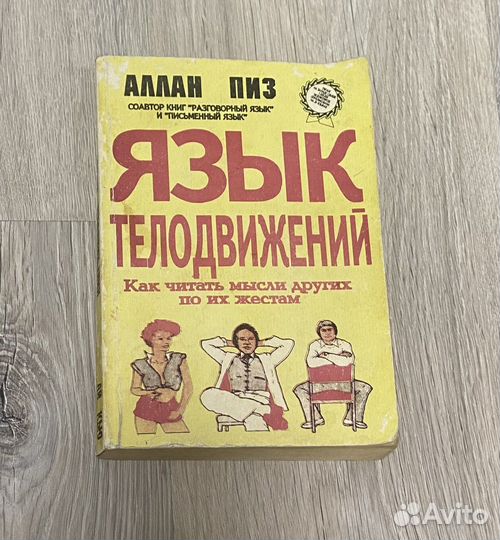 АЛЛАН ПИЗ
СОАВТОР КНИГ "РАЗГОВОРНЫЙ ЯЗЫК"
И "ПИСЬМЕННЫЙ ЯЗЫК"
ЯЗЫК
ТЕЛОДВИЖЕНИЙ
Как читать мысли других
по их жестам
Avito